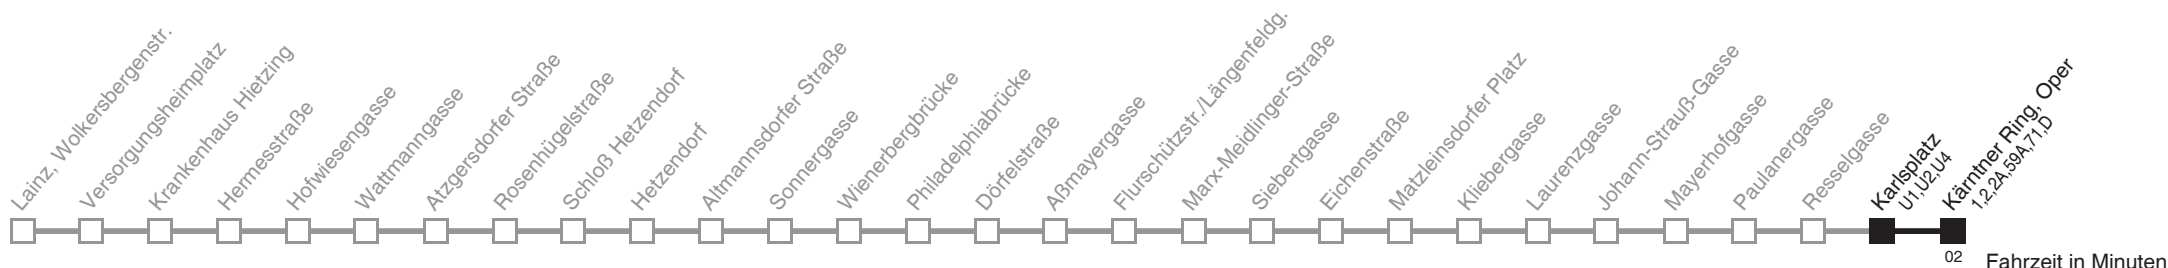 Lainz, Wolkersbergenstr.
Versorgungsheimplatz
Krankenhaus Hietzing
Hermesstraße
Hofwiesengasse
Wattmanngasse
Atzgersdorfer Straße
Rosenhügelstraße
Schloß Hetzendorf
Hetzendorf
Altmannsdorfer Straße
Sonnergasse
Wienerbergbrücke
Philadelphiabrücke
Dörfelstraße
Aßmayergasse
Flurschützstr./Längenfeldg.
Marx-Meidlinger-Straße
Siebertgasse
Eichenstraße
Matzleinsdorfer Platz
Kliebergasse
Laurenzgasse
Johann-Strauß-Gasse
Mayerhofgasse
Paulanergasse
Resselgasse
Karlsplatz
U1,U2,U4
Kärntner Ring, Oper
1,2,2A,59A,71,D
02
Fahrzeit in Minuten